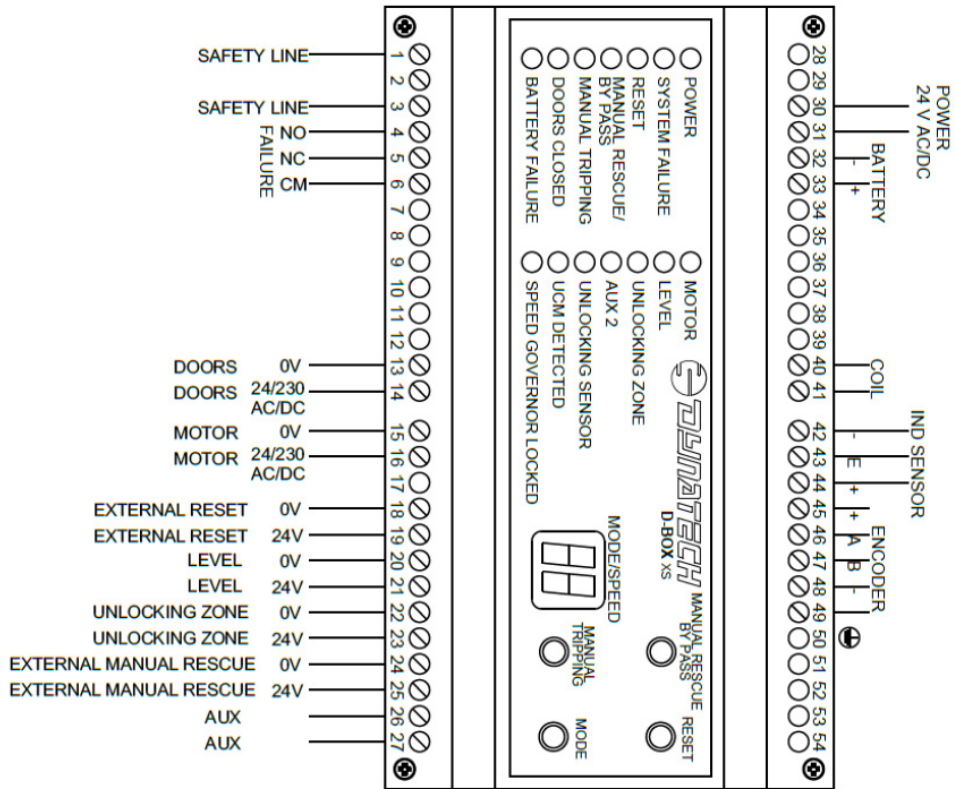 SAFETY LINE 1
2
SAFETY LINE 3
FAILURE
NO 4
NC 5
CM 6
7
8
9
10
11
12
DOORS 0V 13
DOORS 24/230 14
AC/DC
MOTOR 0V 15
MOTOR 24/230 16
AC/DC
17
EXTERNAL RESET 0V 18
EXTERNAL RESET 24V 19
LEVEL 0V 20
LEVEL 24V 21
UNLOCKING ZONE 0V 22
UNLOCKING ZONE 24V 23
EXTERNAL MANUAL RESCUE 0V 24
EXTERNAL MANUAL RESCUE 24V 25
AUX 26
AUX 27
POWER
SYSTEM FAILURE
RESET
MANUAL RESCUE/
BY PASS
MANUAL TRIPPING
DOORS CLOSED
BATTERY FAILURE
MOTOR
LEVEL
UNLOCKING ZONE
AUX 2
UNLOCKING SENSOR
UCM DETECTED
SPEED GOVERNOR LOCKED
DYNATECH
D-BOX XS
MODE/SPEED
MANUAL RESCUE
BY PASS
MANUAL
TRIPPING
RESET
MODE
28
29
30
31
32 -
33 +
34
35
36
37
38
39
40
41
42 -
43 E
44 +
45 +
46 A
47 B
48 -
49
50
51
52
53
54
POWER
24 V AC/DC
BATTERY
COIL
IND SENSOR
ENCODER